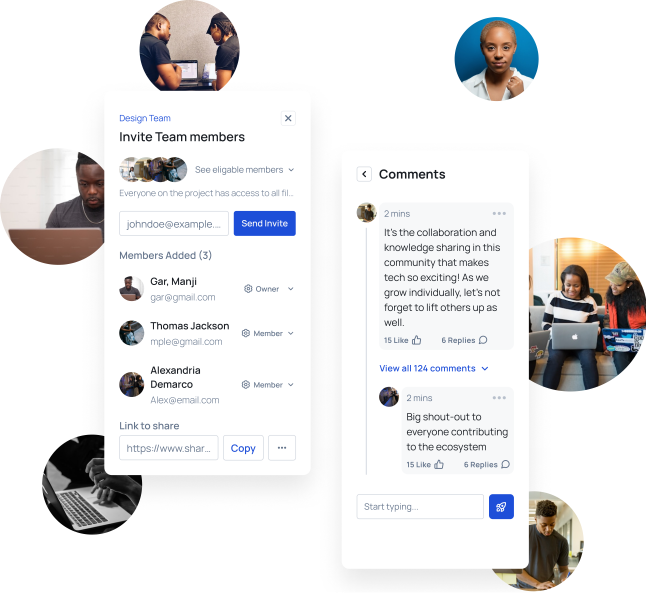 Design Team
Invite Team members
See eligable members
Everyone on the project has access to all fil...
johndoe@example....
Send Invite
Members Added (3)
Gar, Manji
gar@gmail.com
Owner
Thomas Jackson
mple@gmail.com
Member
Alexandria
Demarco
Alex@email.com
Member
Link to share
https://www.shar...
Copy
Comments
2 mins
It's the collaboration and
knowledge sharing in this
community that makes
tech so exciting! As we
grow individually, let's not
forget to lift others up as
well.
15 Like
6 Replies
View all 124 comments
2 mins
Big shout-out to
everyone contributing
to the ecosystem
15 Like
6 Replies
Start typing...